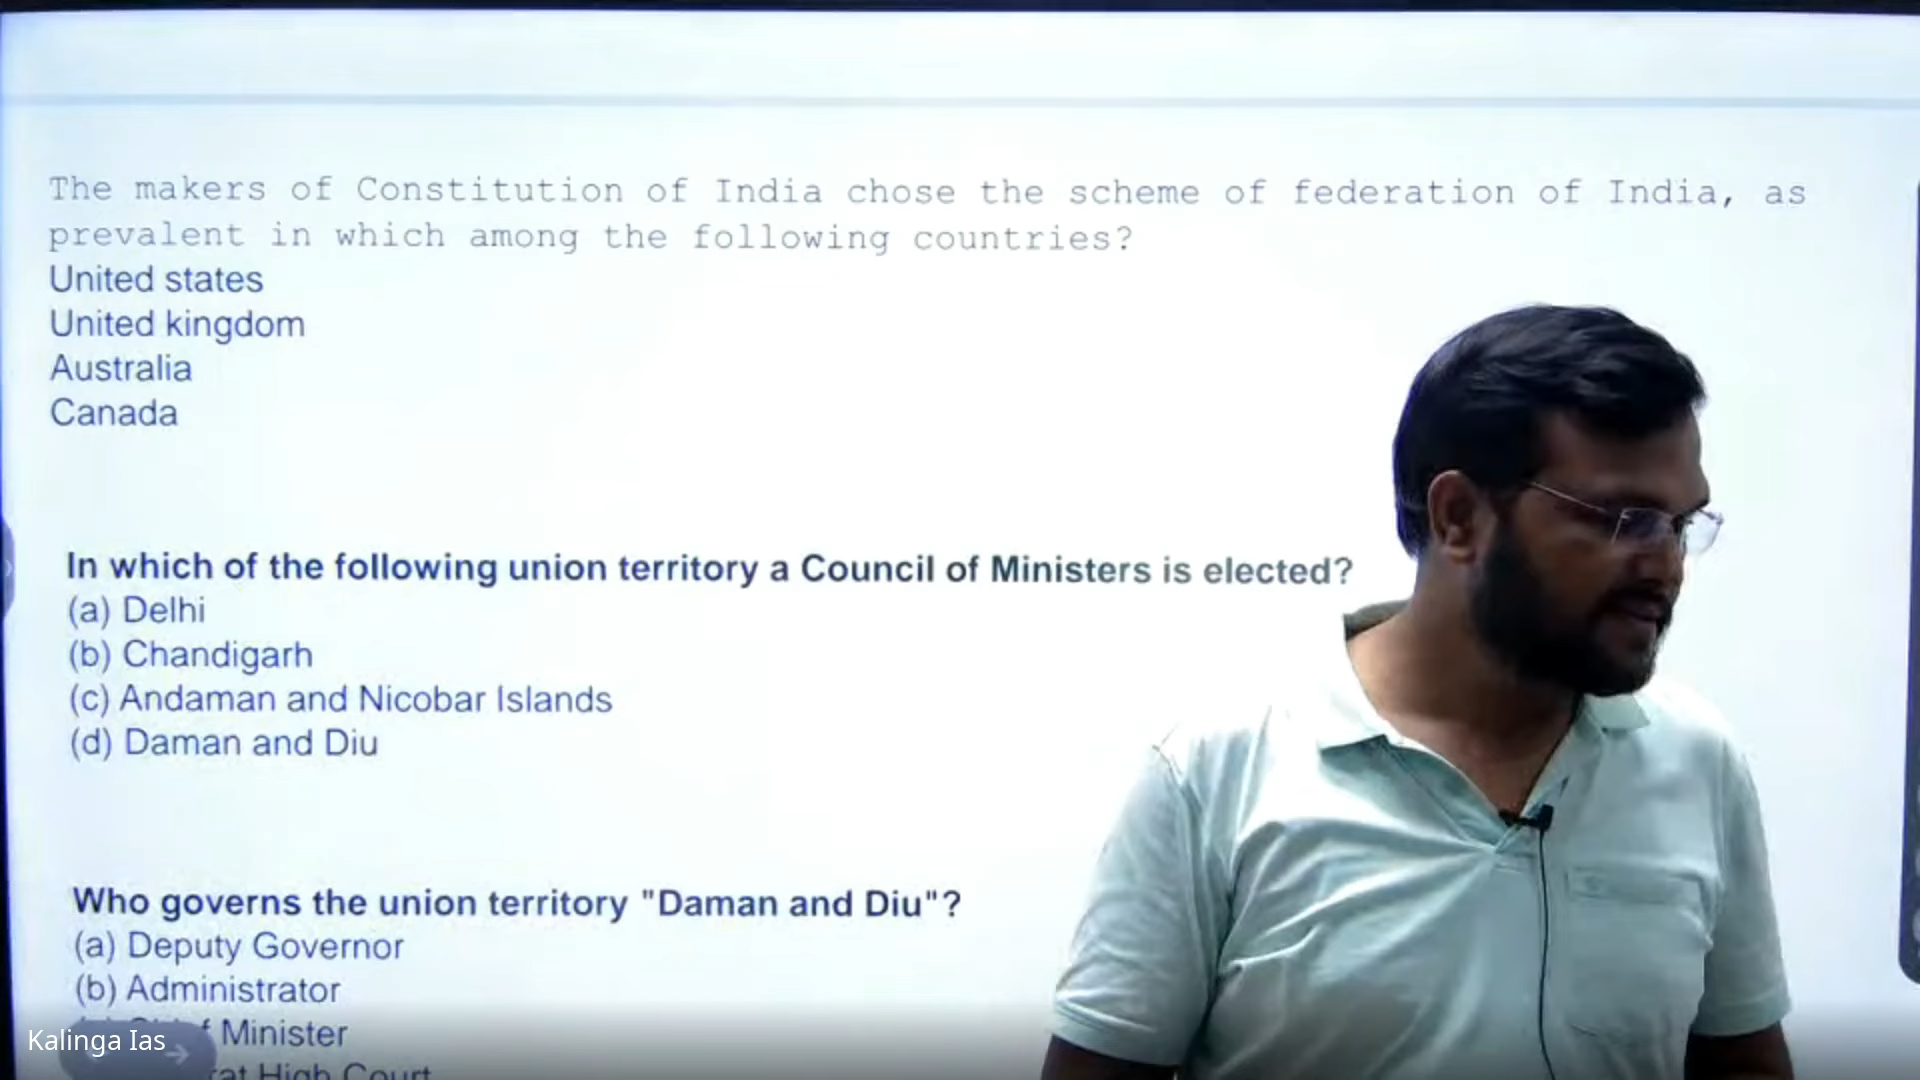 The makers of Constitution of India chose the scheme of federation of India, as
prevalent in which among the following countries?
United states
United kingdom
Australia
Canada
In which of the following union territory a Council of Ministers is elected?
(a) Delhi
(b) Chandigarh
(c) Andaman and Nicobar Islands
(d) Daman and Diu
Who governs the union territory "Daman and Diu"?
(a) Deputy Governor
(b) Administrator
Minister
High Court
Kalinga Ias